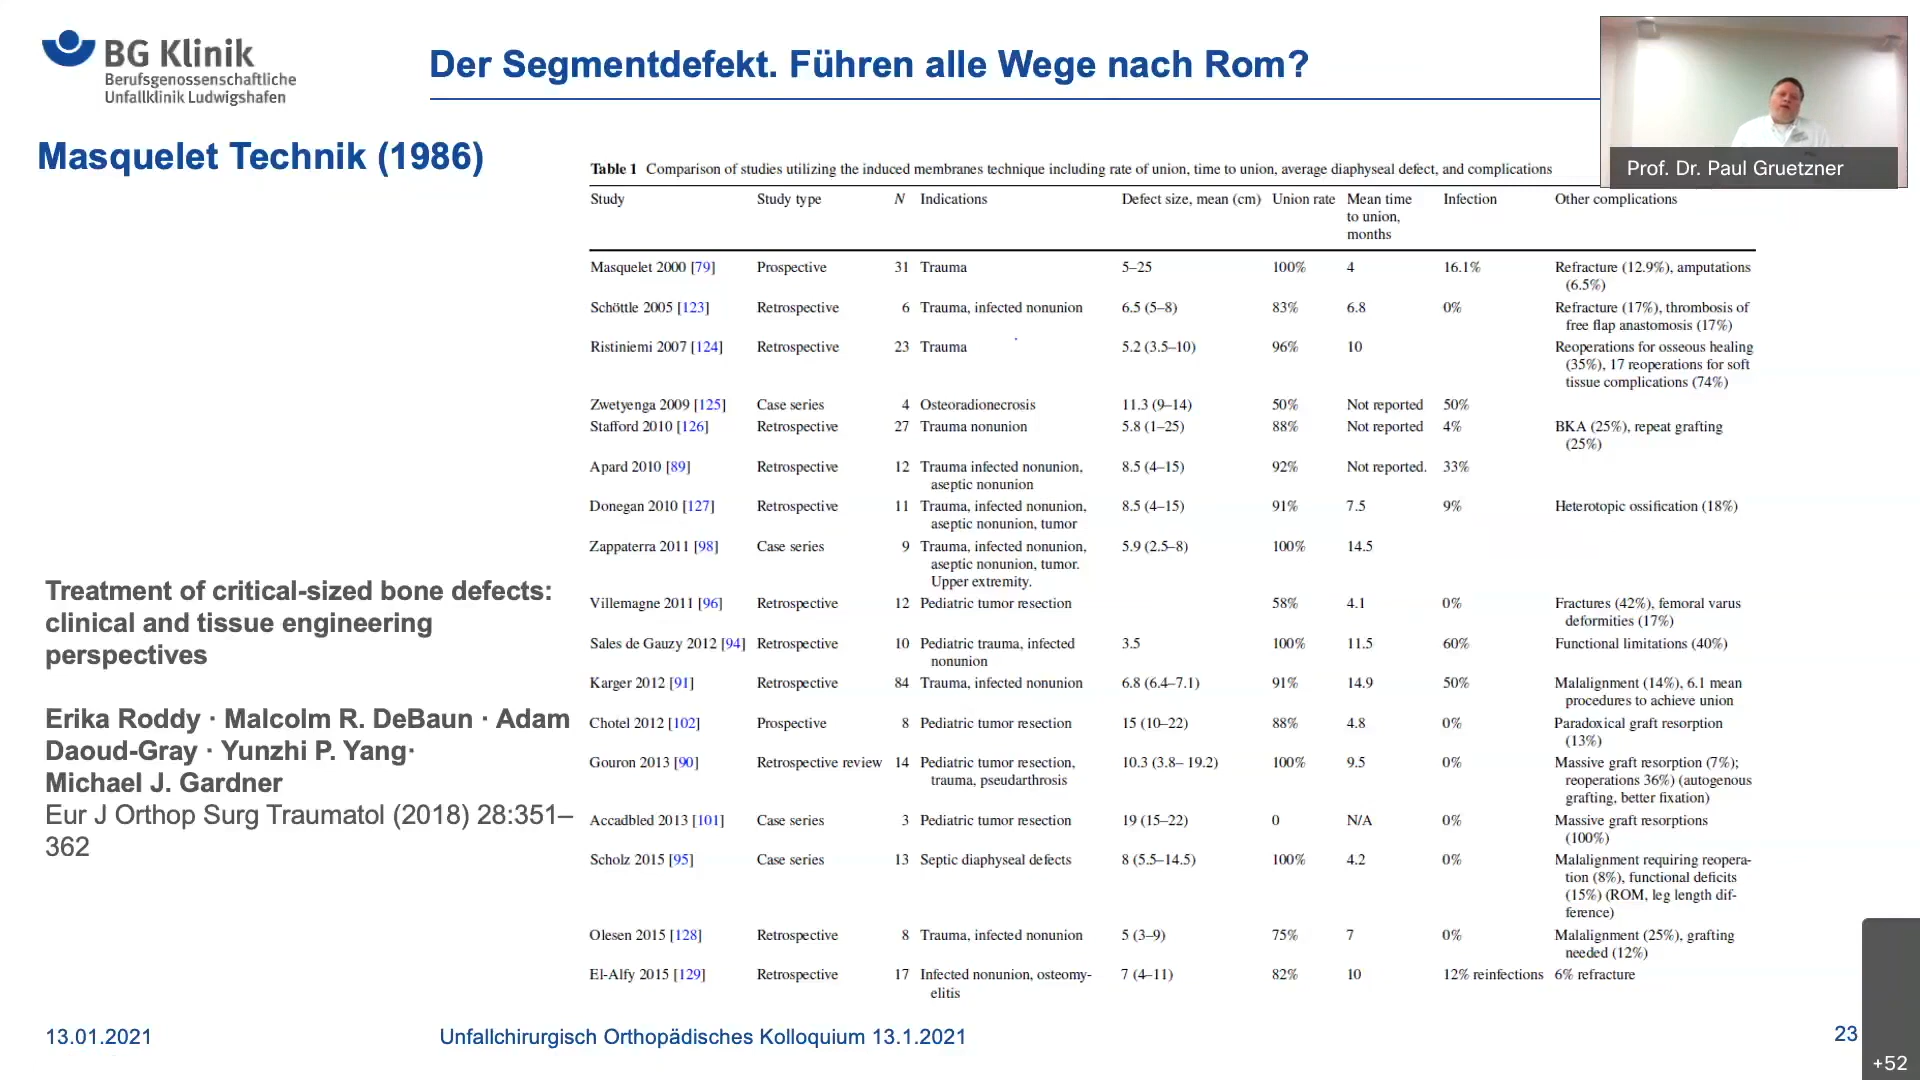 BG Klinik
Berufsgenossenschaftliche
Unfallklinik Ludwigshafen
Der Segmentdefekt. Führen alle Wege nach Rom?
Prof. Dr. Paul Gruetzner
Masquelet Technik (1986)
Treatment of critical-sized bone defects:
clinical and tissue engineering
perspectives
Erika Roddy · Malcolm R. DeBaun · Adam
Daoud-Gray · Yunzhi P. Yang·
Michael J. Gardner
Eur J Orthop Surg Traumatol (2018) 28:351–
362
Table 1 Comparison of studies utilizing the induced membranes technique including rate of union, time to union, average diaphyseal defect, and complications
Study Study type N Indications Defect size, mean (cm) Union rate Mean time Infection Other complications
to union,
months
Masquelet 2000 [79] Prospective 31 Trauma 5–25 100% 4 16.1% Refracture (12.9%), amputations
(6.5%)
Schöttle 2005 [123] Retrospective 6 Trauma, infected nonunion 6.5 (5–8) 83% 6.8 0% Refracture (17%), thrombosis of
free flap anastomosis (17%)
Ristiniemi 2007 [124] Retrospective 23 Trauma 5.2 (3.5–10) 96% 10 Reoperations for osseous healing
(35%), 17 reoperations for soft
tissue complications (74%)
Zwetyenga 2009 [125] Case series 4 Osteoradionecrosis 11.3 (9–14) 50% Not reported 50%
Stafford 2010 [126] Retrospective 27 Trauma nonunion 5.8 (1–25) 88% Not reported 4% BKA (25%), repeat grafting
(25%)
Apard 2010 [89] Retrospective 12 Trauma infected nonunion, 8.5 (4–15) 92% Not reported. 33%
aseptic nonunion
Donegan 2010 [127] Retrospective 11 Trauma, infected nonunion, 8.5 (4–15) 91% 7.5 9% Heterotopic ossification (18%)
aseptic nonunion, tumor
Zappaterra 2011 [98] Case series 9 Trauma, infected nonunion, 5.9 (2.5–8) 100% 14.5
aseptic nonunion, tumor.
Upper extremity.
Villemagne 2011 [96] Retrospective 12 Pediatric tumor resection 58% 4.1 0% Fractures (42%), femoral varus
deformities (17%)
Sales de Gauzy 2012 [94] Retrospective 10 Pediatric trauma, infected 3.5 100% 11.5 60% Functional limitations (40%)
nonunion
Karger 2012 [91] Retrospective 84 Trauma, infected nonunion 6.8 (6.4–7.1) 91% 14.9 50% Malalignment (14%), 6.1 mean
procedures to achieve union
Chotel 2012 [102] Prospective 8 Pediatric tumor resection 15 (10–22) 88% 4.8 0% Paradoxical graft resorption
(13%)
Gouron 2013 [90] Retrospective review 14 Pediatric tumor resection, 10.3 (3.8– 19.2) 100% 9.5 0% Massive graft resorption (7%);
trauma, pseudarthrosis reoperations 36%) (autogenous
grafting, better fixation)
Accadbled 2013 [101] Case series 3 Pediatric tumor resection 19 (15–22) 0 N/A 0% Massive graft resorptions
(100%)
Scholz 2015 [95] Case series 13 Septic diaphyseal defects 8 (5.5–14.5) 100% 4.2 0% Malalignment requiring reopera-
tion (8%), functional deficits
(15%) (ROM, leg length dif-
ference)
Olesen 2015 [128] Retrospective 8 Trauma, infected nonunion 5 (3–9) 75% 7 0% Malalignment (25%), grafting
needed (12%)
El-Alfy 2015 [129] Retrospective 17 Infected nonunion, osteomy- 7 (4–11) 82% 10 12% reinfections 6% refracture
elitis
13.01.2021
Unfallchirurgisch Orthopädisches Kolloquium 13.1.2021
23
+52